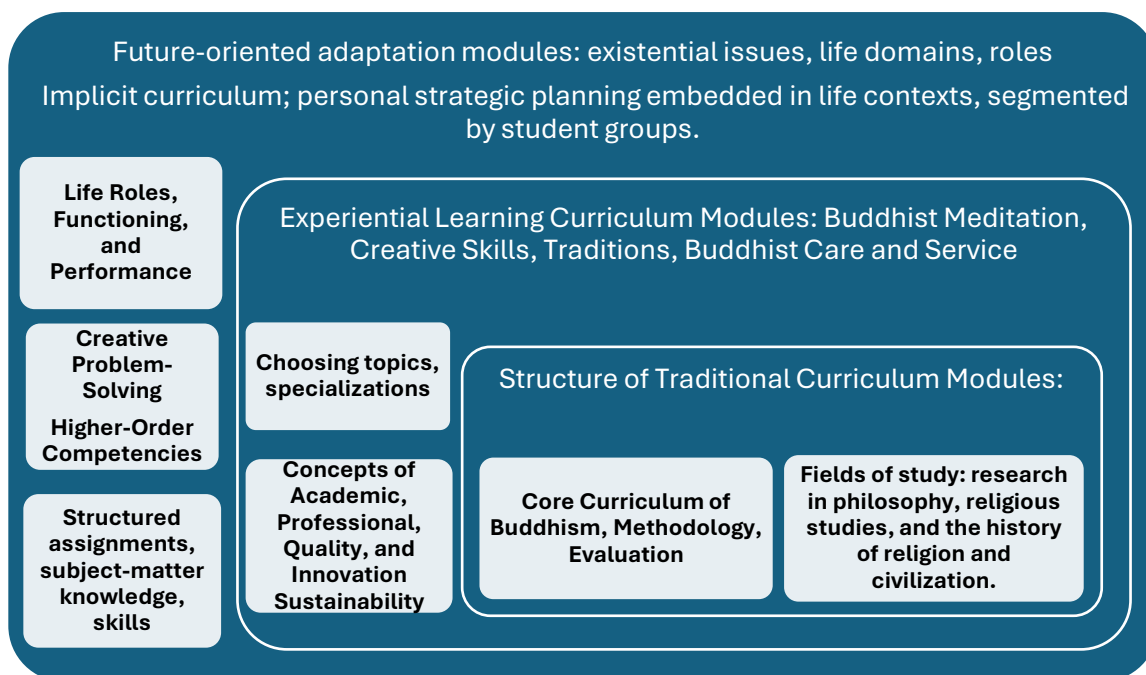 Future-oriented adaptation modules: existential issues, life domains, roles
Implicit curriculum; personal strategic planning embedded in life contexts, segmented
by student groups.
Life Roles,
Functioning,
and
Performance
Creative
Problem-
Solving
Higher-Order
Competencies
Structured
assignments,
subject-matter
knowledge,
skills
Experiential Learning Curriculum Modules: Buddhist Meditation,
Creative Skills, Traditions, Buddhist Care and Service
Choosing topics,
specializations
Concepts of
Academic,
Professional,
Quality, and
Innovation
Sustainability
Structure of Traditional Curriculum Modules:
Core Curriculum of
Buddhism, Methodology,
Evaluation
Fields of study: research
in philosophy, religious
studies, and the history
of religion and
civilization.